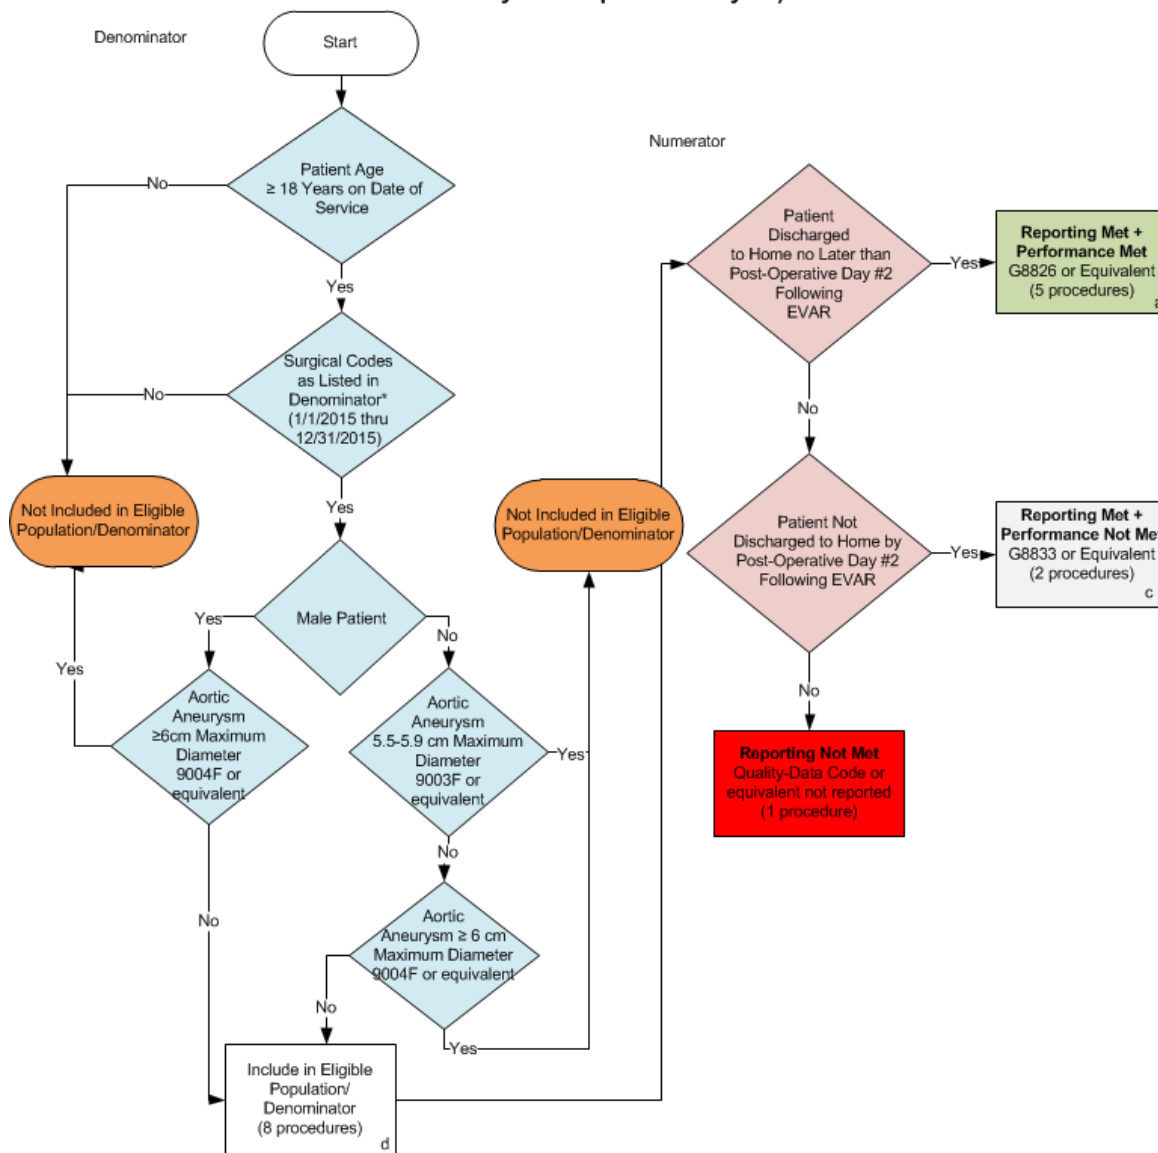 Denominator
Start
Patient Age
≥ 18 Years on Date of
Service
No
Yes
Surgical Codes
as Listed in
Denominator*
(1/1/2015 thru
12/31/2015)
No
Yes
Not Included in Eligible
Population/Denominator
Male Patient
Yes
No
Yes
Aortic
Aneurysm
≥6cm Maximum
Diameter
9004F or
equivalent
No
Aortic
Aneurysm
5.5-5.9 cm Maximum
Diameter
9003F or
equivalent
Yes
No
Not Included in Eligible
Population/Denominator
Aortic
Aneurysm ≥ 6 cm
Maximum Diameter
9004F or equivalent
No
Yes
Include in Eligible
Population/
Denominator
(8 procedures)
d
Numerator
Patient
Discharged
to Home no Later than
Post-Operative Day #2
Following
EVAR
Yes
Reporting Met +
Performance Met
G8826 or Equivalent
(5 procedures)
a
No
Patient Not
Discharged to Home by
Post-Operative Day #2
Following EVAR
Yes
Reporting Met +
Performance Not Met
G8833 or Equivalent
(2 procedures)
c
No
Reporting Not Met
Quality-Data Code or
equivalent not reported
(1 procedure)